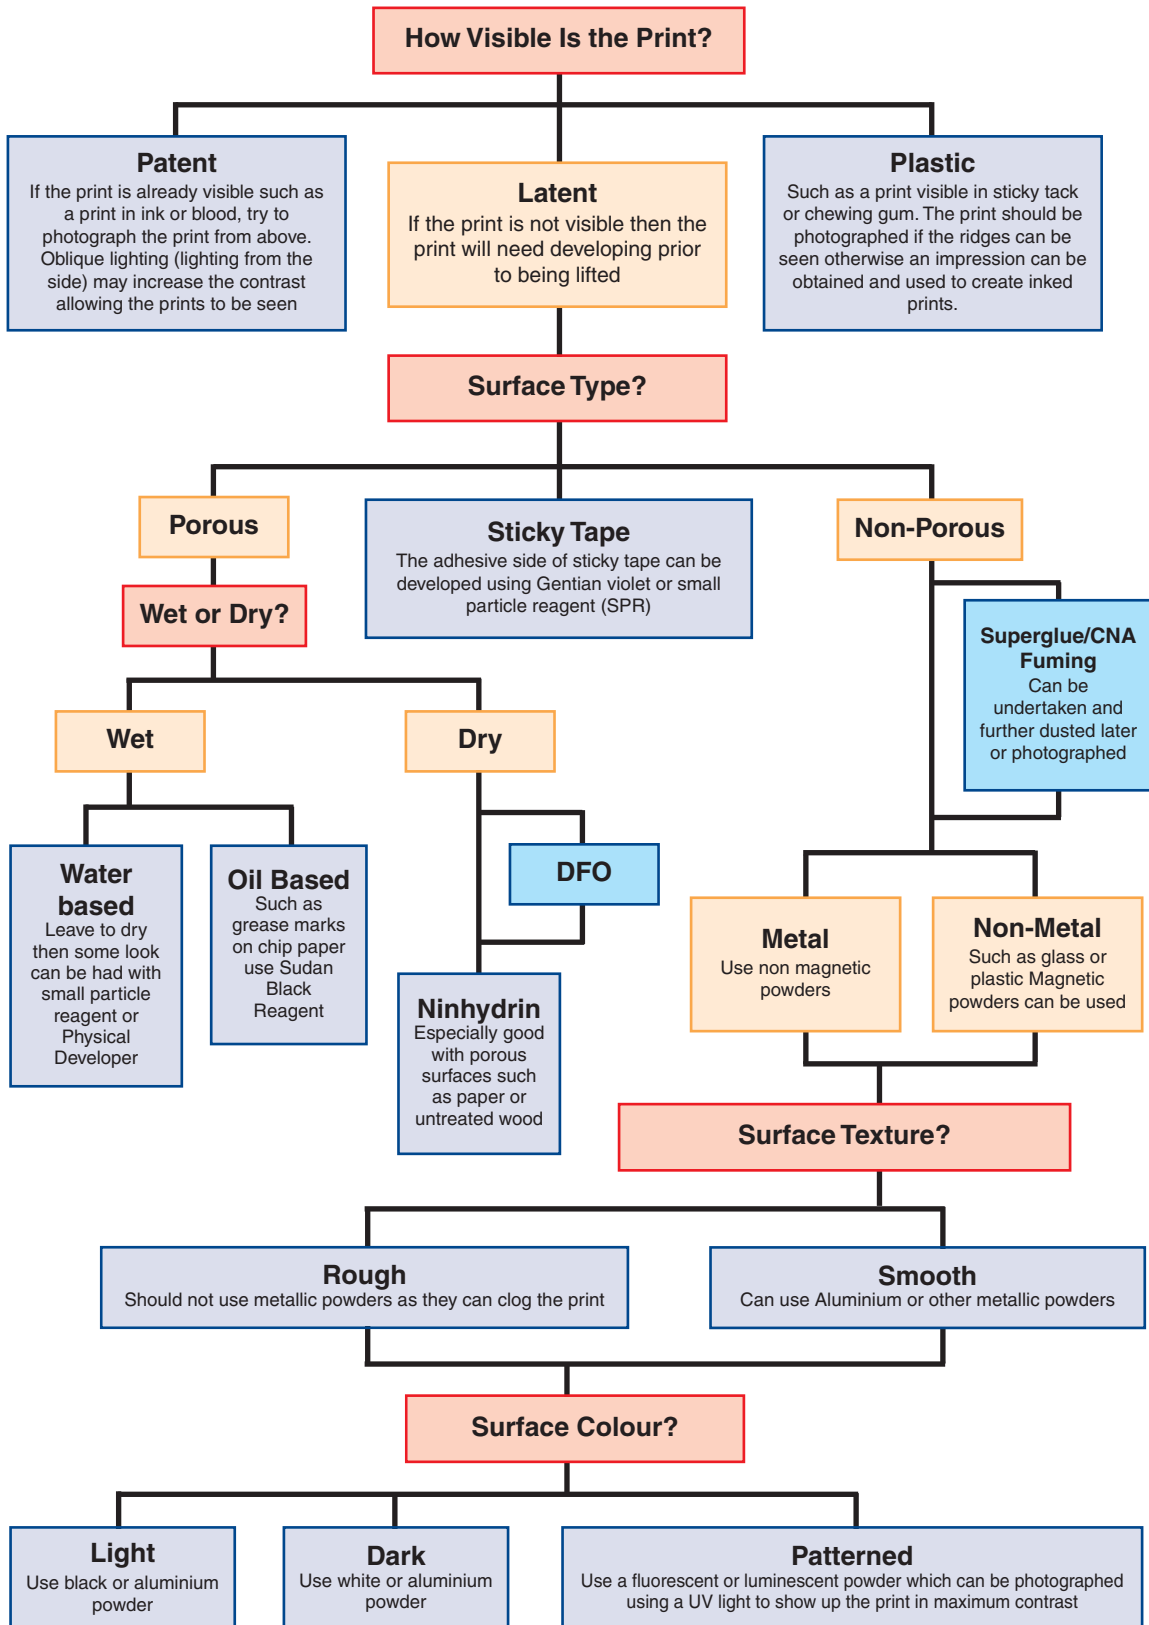 How Visible Is the Print?
Patent
If the print is already visible such as
a print in ink or blood, try to
photograph the print from above.
Oblique lighting (lighting from the
side) may increase the contrast
allowing the prints to be seen
Latent
If the print is not visible then the
print will need developing prior
to being lifted
Plastic
Such as a print visible in sticky tack
or chewing gum. The print should be
photographed if the ridges can be
seen otherwise an impression can be
obtained and used to create inked
prints.
Surface Type?
Porous
Sticky Tape
The adhesive side of sticky tape can be
developed using Gentian violet or small
particle reagent (SPR)
Non-Porous
Wet or Dry?
Superglue/CNA
Fuming
Can be
undertaken and
further dusted later
or photographed
Wet
Dry
Water
based
Leave to dry
then some look
can be had with
small particle
reagent or
Physical
Developer
Oil Based
Such as
grease marks
on chip paper
use Sudan
Black
Reagent
DFO
Ninhydrin
Especially good
with porous
surfaces such
as paper or
untreated wood
Metal
Use non magnetic
powders
Non-Metal
Such as glass or
plastic Magnetic
powders can be used
Surface Texture?
Rough
Should not use metallic powders as they can clog the print
Smooth
Can use Aluminium or other metallic powders
Surface Colour?
Light
Use black or aluminium
powder
Dark
Use white or aluminium
powder
Patterned
Use a fluorescent or luminescent powder which can be photographed
using a UV light to show up the print in maximum contrast